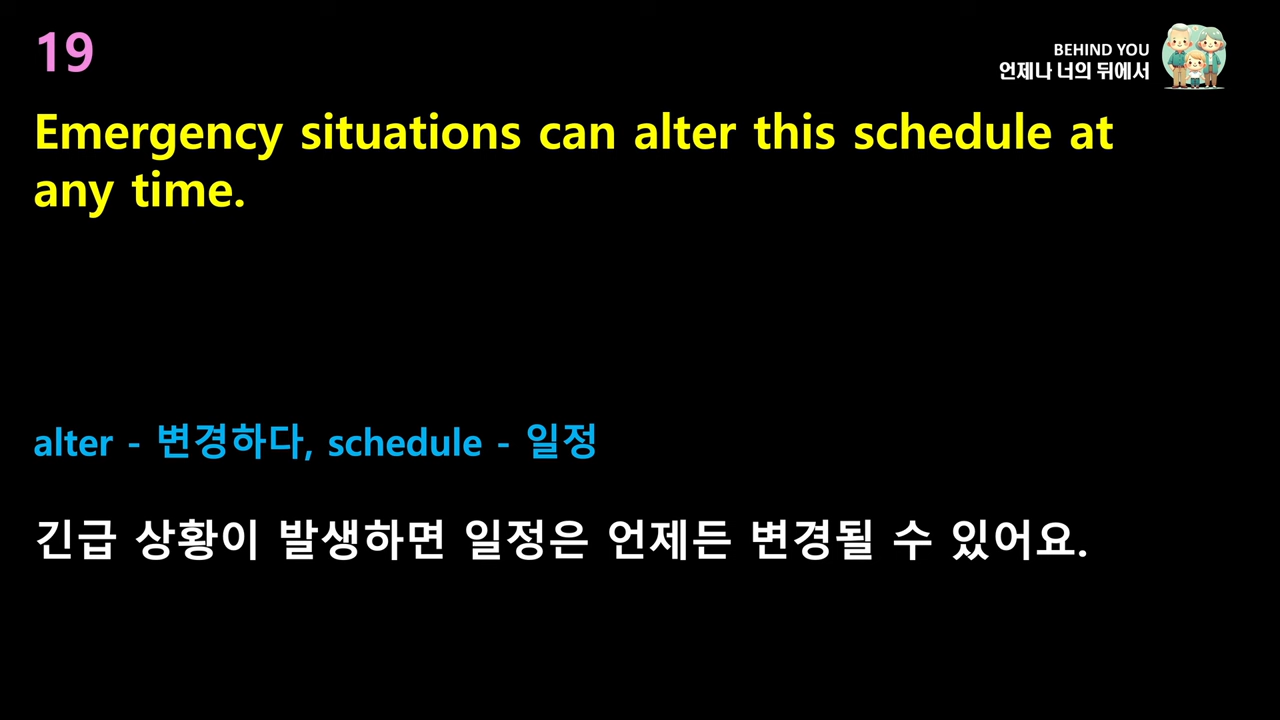 19
BEHIND YOU
언제나 너의 뒤에서
Emergency situations can alter this schedule at
any time.
alter - 변경하다, schedule - 일정
긴급 상황이 발생하면 일정은 언제든 변경될 수 있어요.